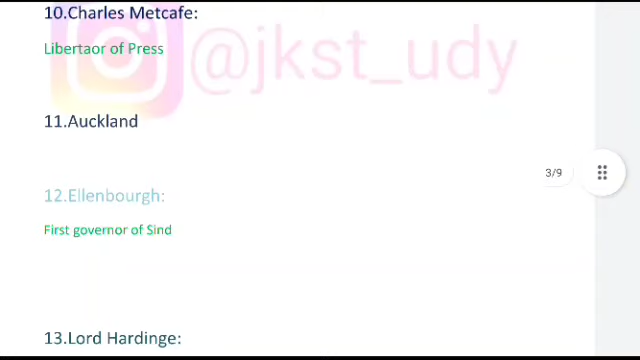 10.Charles Metcafe:
Libertaor of Press
@jkst_udy
11.Auckland
3/9
12.Ellenbourgh:
First governor of Sind
13.Lord Hardinge: